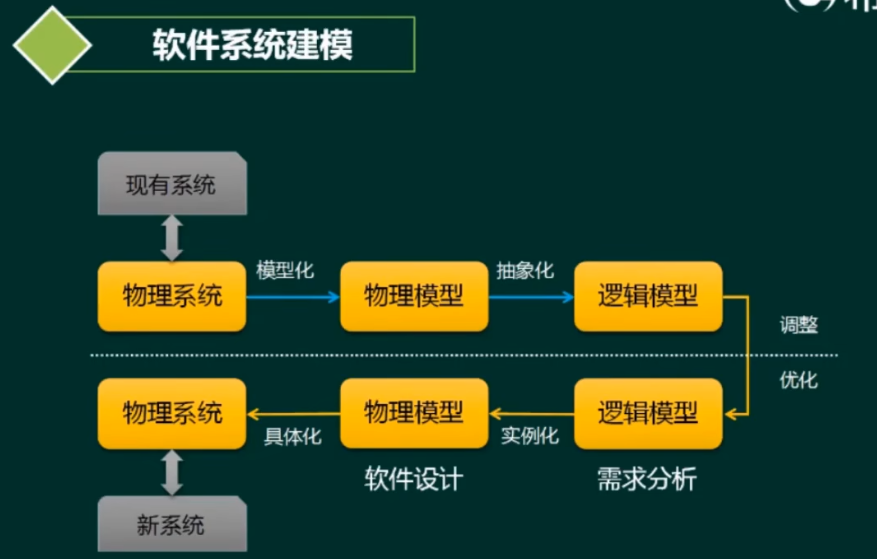 软件系统建模
现有系统
物理系统
模型化
物理模型
抽象化
逻辑模型
调整
优化
逻辑模型
实例化
物理模型
具体化
物理系统
软件设计
需求分析
新系统